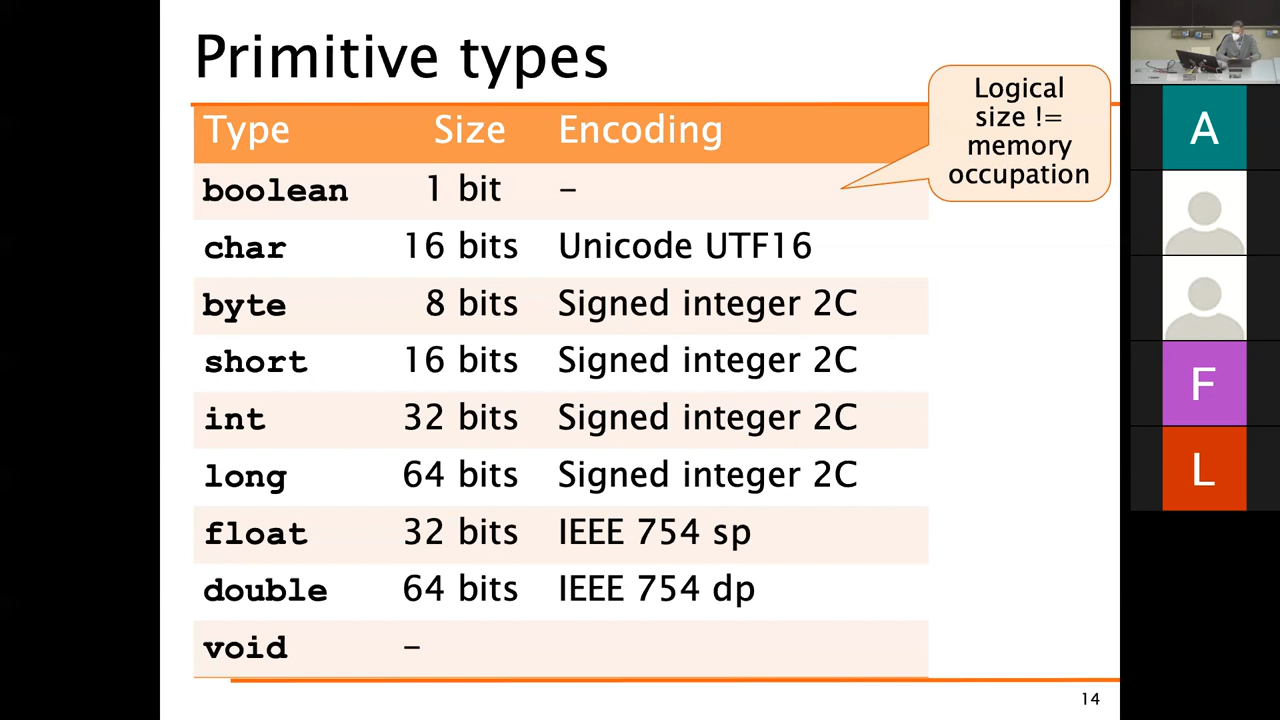 Primitive types
Type Size Encoding
boolean 1 bit –
char 16 bits Unicode UTF16
byte 8 bits Signed integer 2C
short 16 bits Signed integer 2C
int 32 bits Signed integer 2C
long 64 bits Signed integer 2C
float 32 bits IEEE 754 sp
double 64 bits IEEE 754 dp
void –
Logical
size !=
memory
occupation
14
A
F
L